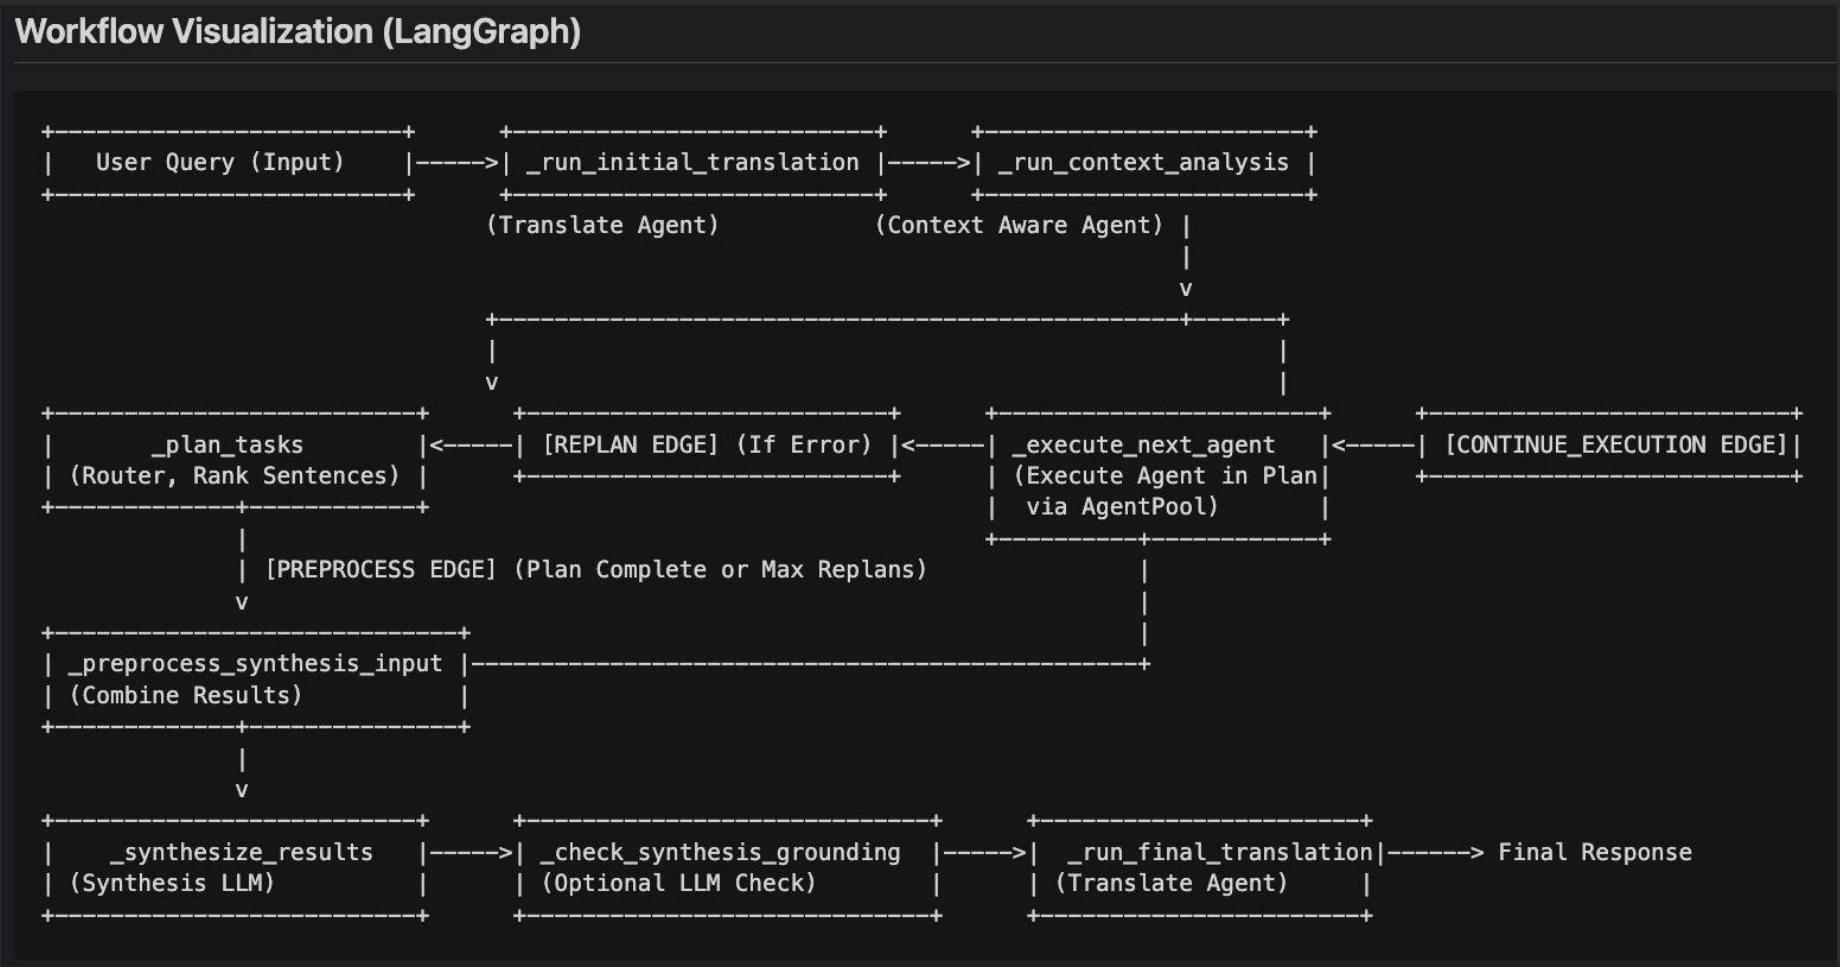 Workflow Visualization (LangGraph)
User Query (Input) _run_initial_translation _run_context_analysis
(Translate Agent) (Context Aware Agent)
v
v
_plan_tasks [REPLAN EDGE] (If Error) _execute_next_agent [CONTINUE_EXECUTION EDGE]
(Router, Rank Sentences) (Execute Agent in Plan
via AgentPool)
[PREPROCESS EDGE] (Plan Complete or Max Replans)
v
_preprocess_synthesis_input
(Combine Results)
v
_synthesize_results _check_synthesis_grounding _run_final_translation Final Response
(Synthesis LLM) (Optional LLM Check) (Translate Agent)